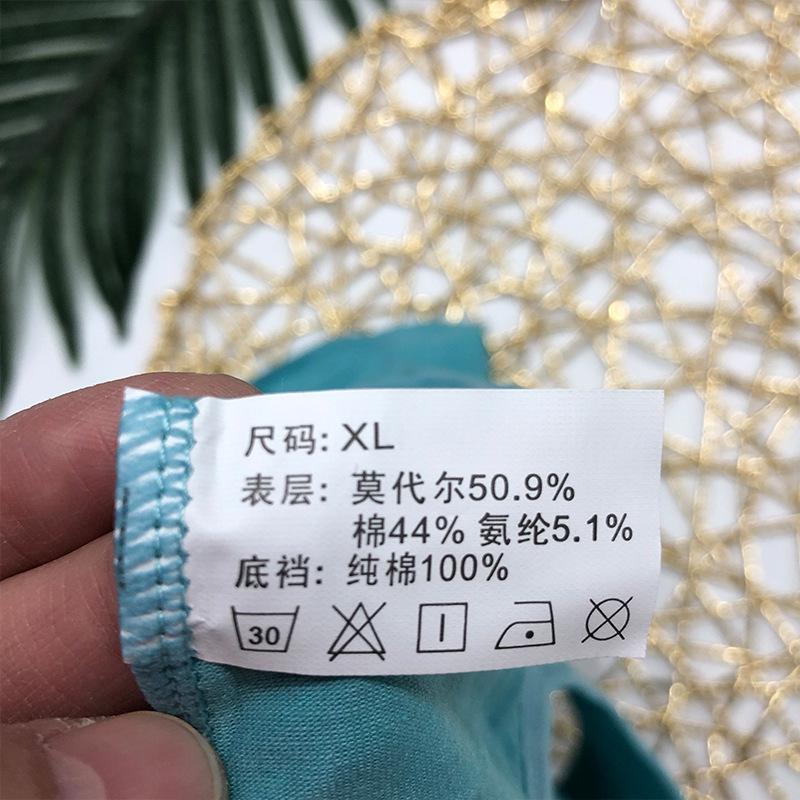 尺码: XL
表层: 莫代尔50.9%
棉44% 氨纶5.1%
底裆: 纯棉100%
30